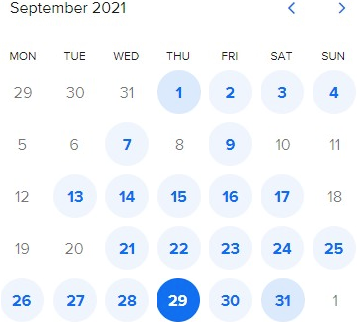 September 2021
MON TUE WED THU FRI SAT SUN
29 30 31 1 2 3 4
5 6 7 8 9 10 11
12 13 14 15 16 17 18
19 20 21 22 23 24 25
26 27 28 29 30 31 1